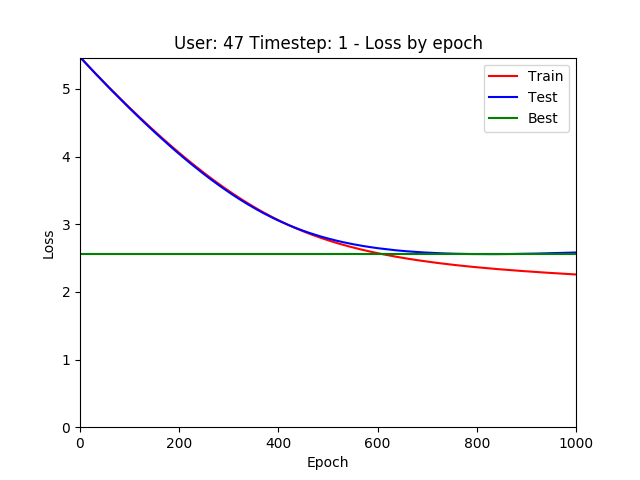 User: 47 Timestep: 1 - Loss by epoch
Train
Test
Best
5
4
3
2
1
0
Loss
0 200 400 600 800 1000
Epoch